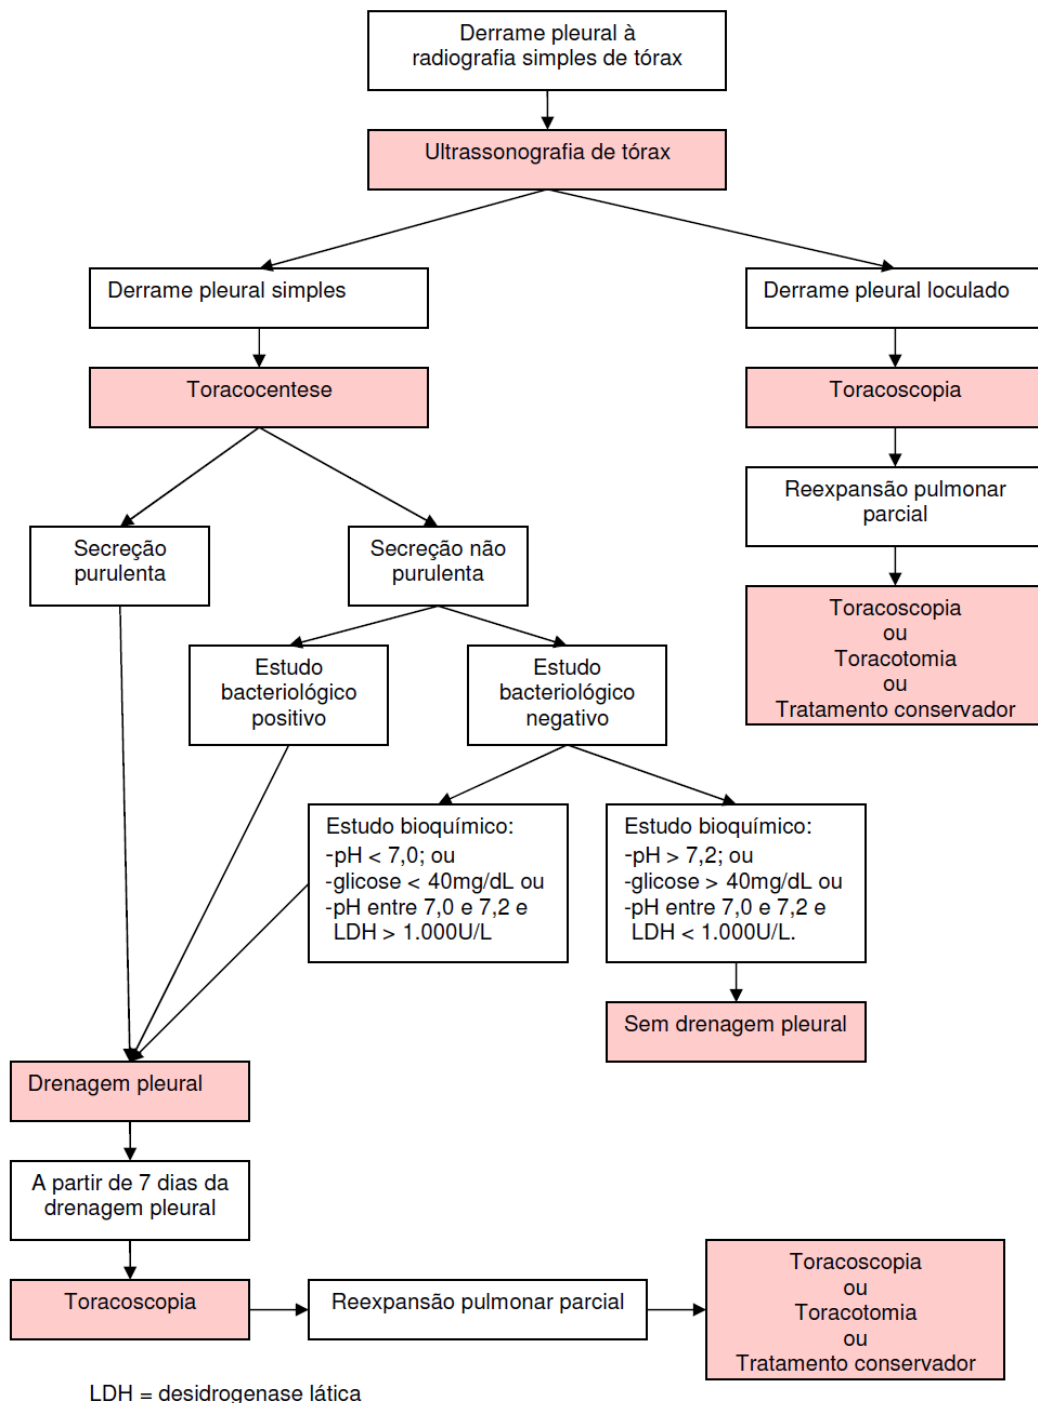 Derrame pleural à
radiografia simples de tórax
Ultrassonografia de tórax
Derrame pleural simples
Derrame pleural loculado
Toracocentese
Toracoscopia
Reexpansão pulmonar
parcial
Secreção
purulenta
Secreção não
purulenta
Toracoscopia
ou
Toracotomia
ou
Tratamento conservador
Estudo
bacteriológico
positivo
Estudo
bacteriológico
negativo
Estudo bioquímico:
-pH < 7,0; ou
-glicose < 40mg/dL ou
-pH entre 7,0 e 7,2 e
LDH > 1.000U/L
Estudo bioquímico:
-pH > 7,2; ou
-glicose > 40mg/dL ou
-pH entre 7,0 e 7,2 e
LDH < 1.000U/L.
Sem drenagem pleural
Drenagem pleural
A partir de 7 dias da
drenagem pleural
Toracoscopia
Reexpansão pulmonar parcial
Toracoscopia
ou
Toracotomia
ou
Tratamento conservador
LDH = desidrogenase lática